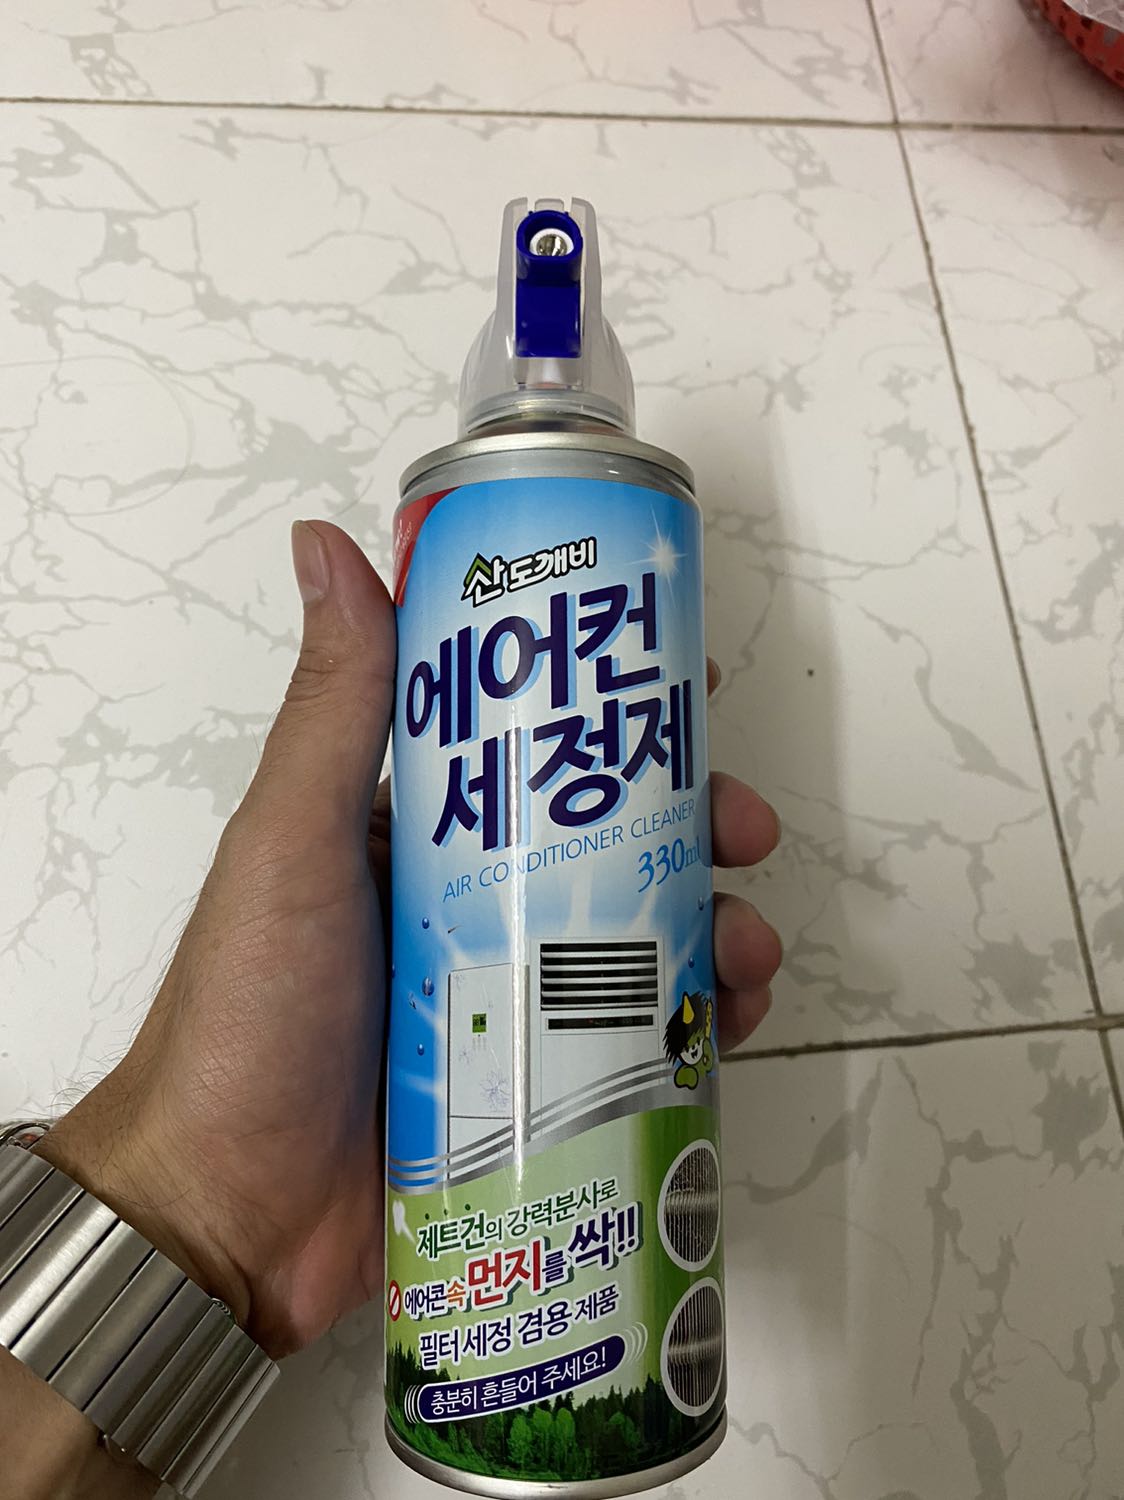 산도깨비
에어컨
세정제
AIR CONDITIONER CLEANER
330ml
제트건의 강력분사로
에어콘 속 먼지를 싹!!
필터 세정 겸용 제품
충분히 흔들어 주세요!